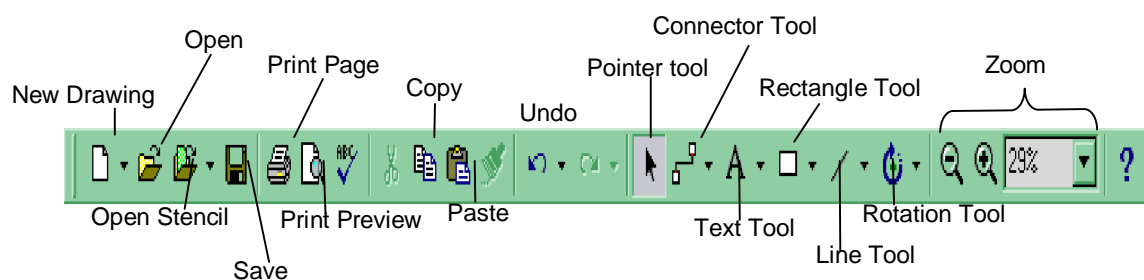 Connector Tool
Open
Print Page
Pointer tool
Zoom
New Drawing
Copy
Rectangle Tool
Undo
ABC
A
29%
?
Open Stencil
Print Preview
Paste
Text Tool
Rotation Tool
Line Tool
Save